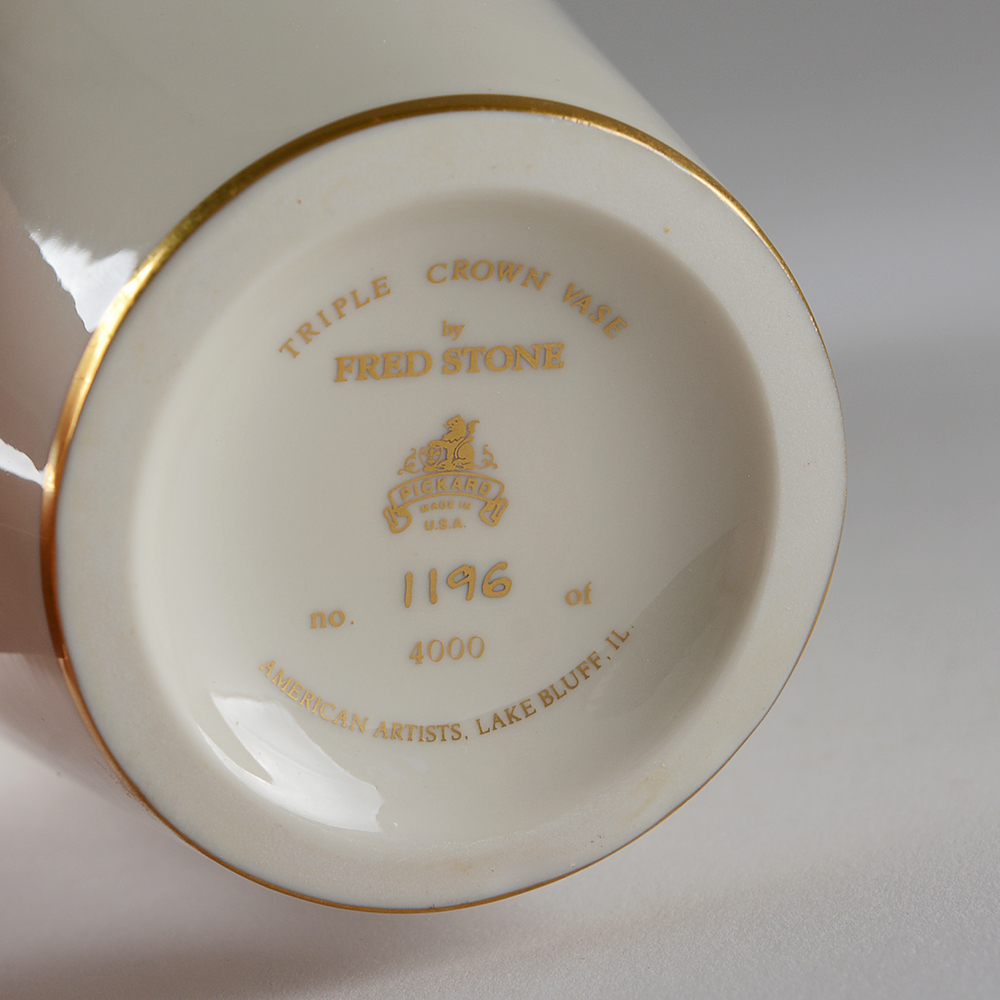 TRIPLE CROWN VASE
by
FRED STONE
PICKARD
MADE IN
U.S.A.
no. 1196 of
4000
AMERICAN ARTISTS, LAKE BLUFF, IL.